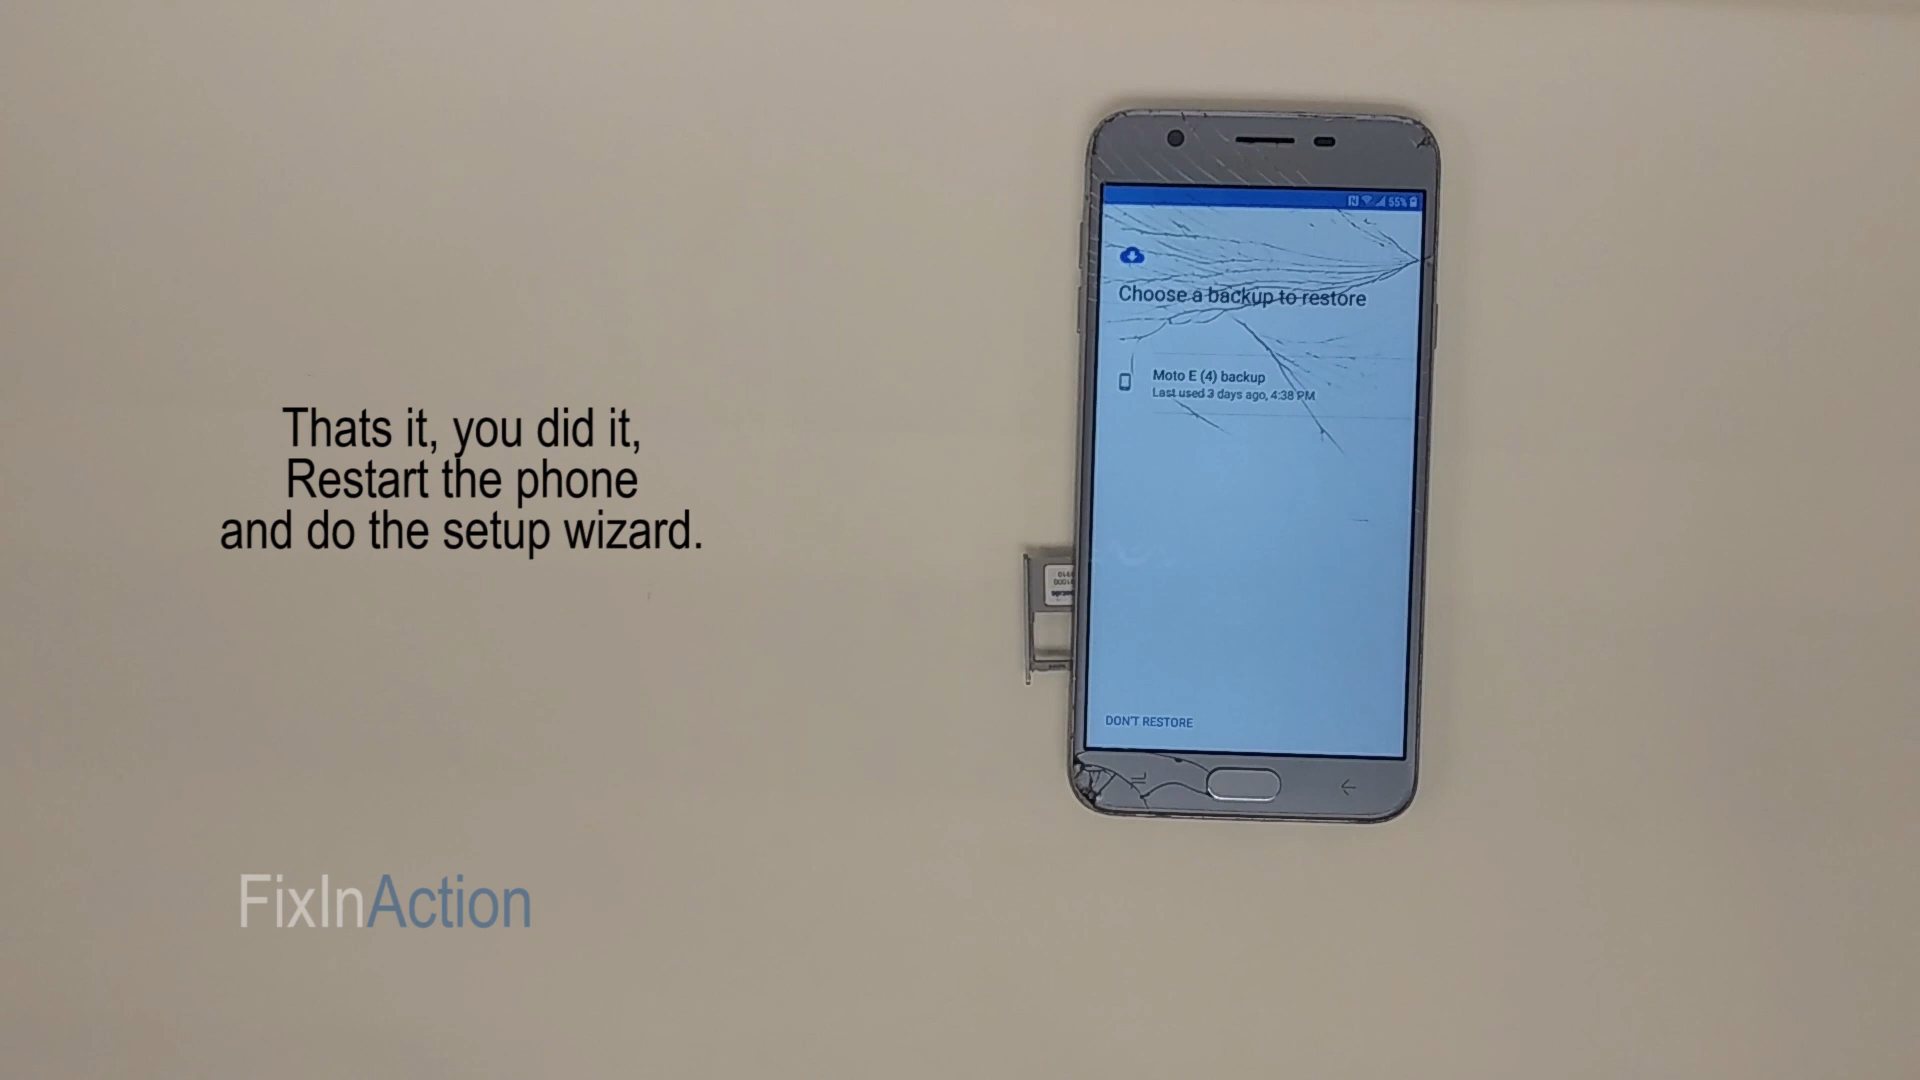 Thats it, you did it,
Restart the phone
and do the setup wizard.
FixInAction
55%
Choose a backup to restore
Moto E (4) backup
Last used 3 days ago, 4:38 PM
DON'T RESTORE